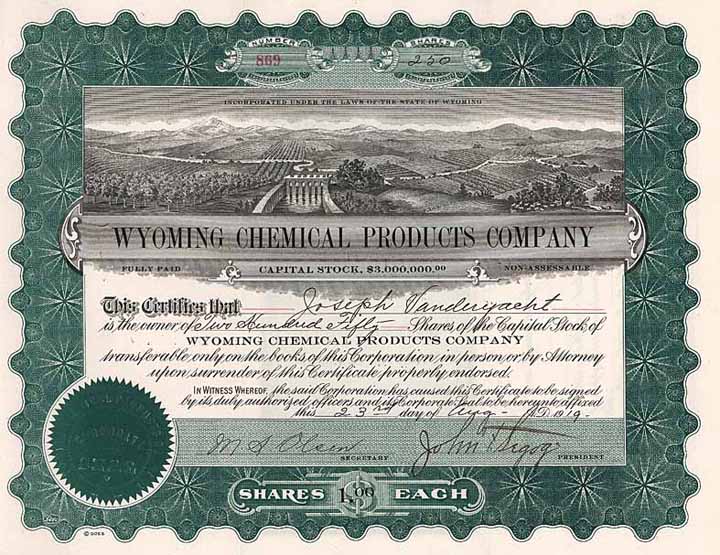 NUMBER SHARES
869 250
INCORPORATED UNDER THE LAWS OF THE STATE OF WYOMING
WYOMING CHEMICAL PRODUCTS COMPANY
FULLY PAID CAPITAL STOCK, $3,000,000.00 NON-ASSESSABLE
This Certifies that Joseph Vanderyacht
is the owner of Two Hundred Fifty Shares of the Capital Stock of
WYOMING CHEMICAL PRODUCTS COMPANY
transferable only on the books of this Corporation in person or by Attorney
upon surrender of this Certificate properly endorsed.
IN WITNESS WHEREOF, the said Corporation has caused this Certificate to be signed
by its duly authorized officers and its Corporate Seal to be hereunto affixed
this 23rd day of Aug A.D. 1919
M S Olsen John
SECRETARY PRESIDENT
SHARES $1.00 EACH
© GOES